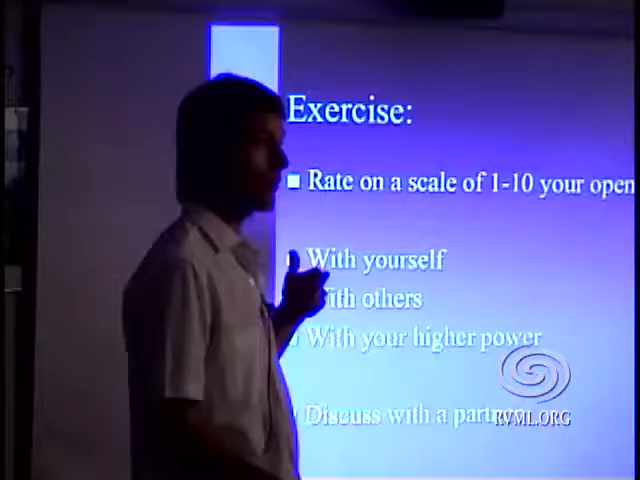 Exercise:
Rate on a scale of 1-10 your open
With yourself
ith others
With your higher power
Discuss with a
RVML.ORG